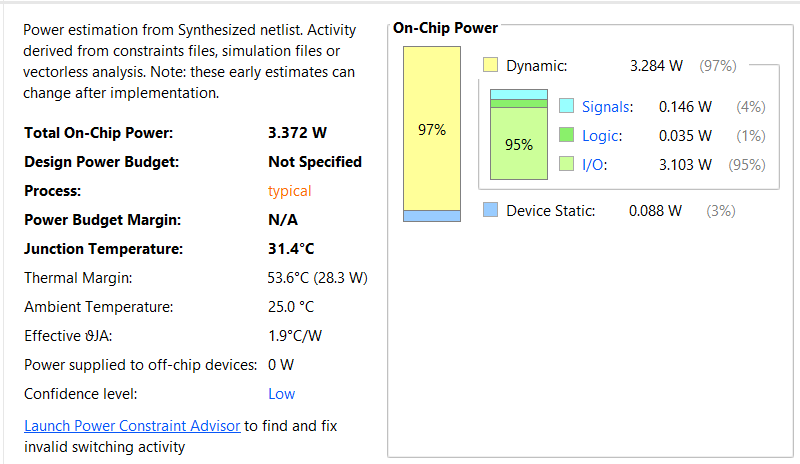 Power estimation from Synthesized netlist. Activity
derived from constraints files, simulation files or
vectorless analysis. Note: these early estimates can
change after implementation.
Total On-Chip Power: 3.372 W
Design Power Budget: Not Specified
Process: typical
Power Budget Margin: N/A
Junction Temperature: 31.4°C
Thermal Margin: 53.6°C (28.3 W)
Ambient Temperature: 25.0 °C
Effective ϑJA: 1.9°C/W
Power supplied to off-chip devices: 0 W
Confidence level: Low
Launch Power Constraint Advisor to find and fix
invalid switching activity
On-Chip Power
97%
Dynamic: 3.284 W (97%)
95%
Signals: 0.146 W (4%)
Logic: 0.035 W (1%)
I/O: 3.103 W (95%)
Device Static: 0.088 W (3%)